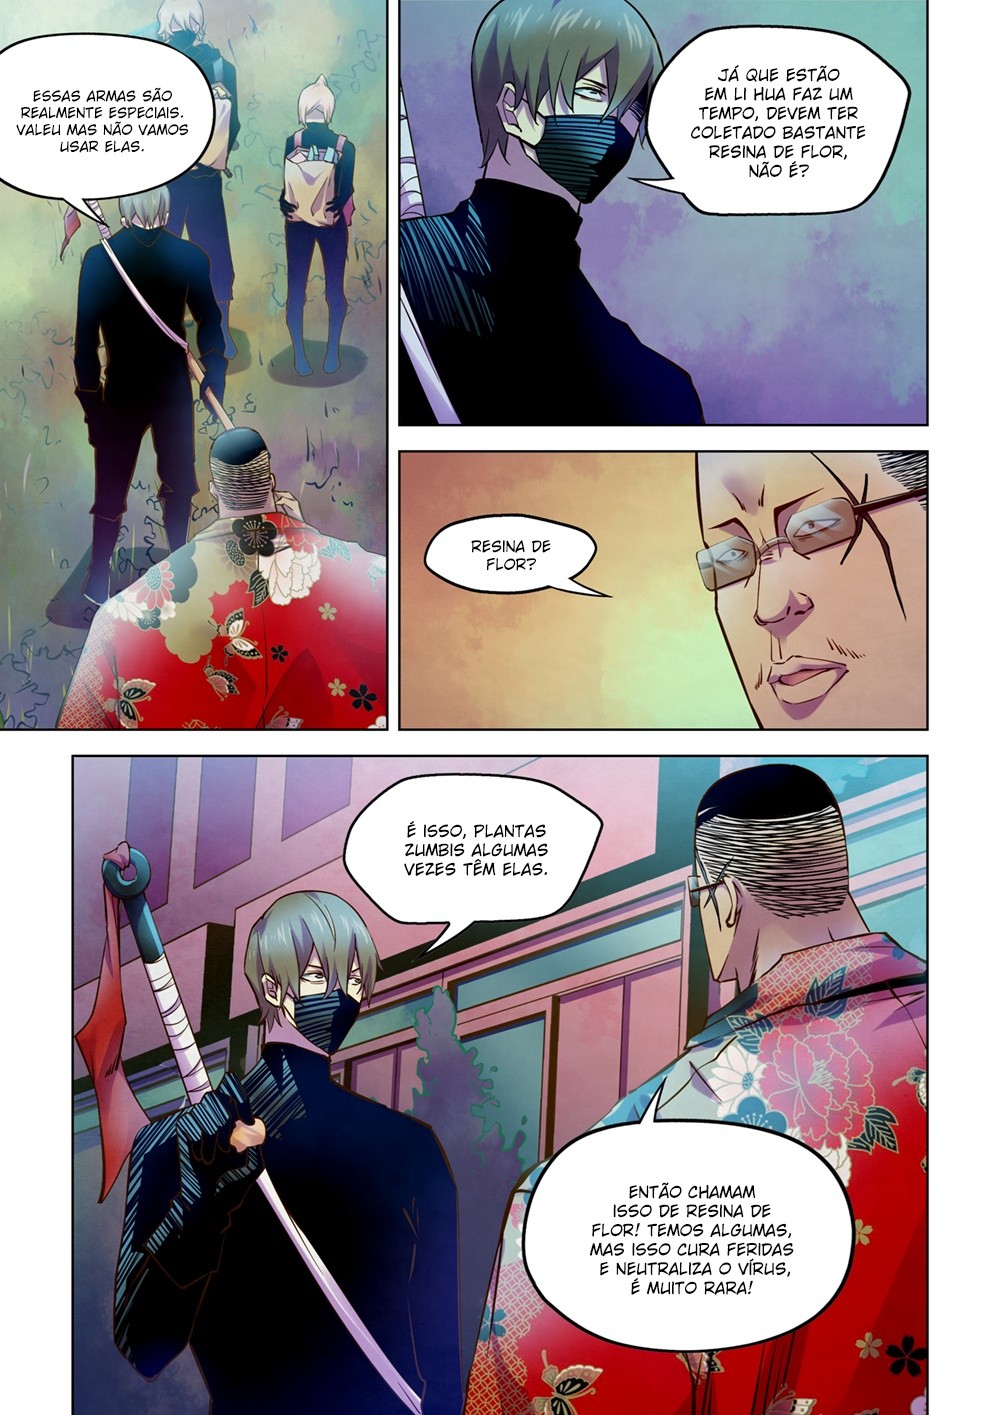 ESSAS ARMAS SÃO
REALMENTE ESPECIAIS.
VALEU MAS NÃO VAMOS
USAR ELAS.
JÁ QUE ESTÃO
EM LI HUA FAZ UM
TEMPO, DEVEM TER
COLETADO BASTANTE
RESINA DE FLOR,
NÃO É?
RESINA DE
FLOR?
É ISSO, PLANTAS
ZUMBIS ALGUMAS
VEZES TÊM ELAS.
ENTÃO CHAMAM
ISSO DE RESINA DE
FLOR! TEMOS ALGUMAS,
MAS ISSO CURA FERIDAS
E NEUTRALIZA O VÍRUS,
É MUITO RARA!